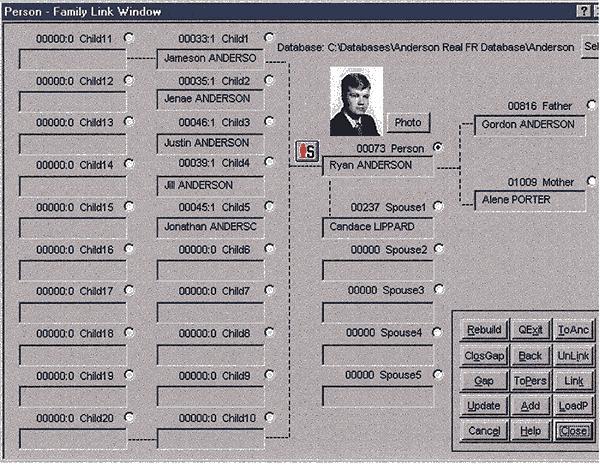 Person - Family Link Window
00000:0 Child11
00033:1 Child1
Jameson ANDERSO
Database: C:\Databases\Anderson Real FR Database\Anderson
Sel
00000:0 Child12
00035:1 Child2
Jenae ANDERSON
Photo
00816 Father
Gordon ANDERSON
00000:0 Child13
00046:1 Child3
Justin ANDERSON
00073 Person
Ryan ANDERSON
00000:0 Child14
00039:1 Child4
Jill ANDERSON
01009 Mother
Alene PORTER
00000:0 Child15
00045:1 Child5
Jonathan ANDERSC
00237 Spouse1
Candace LIPPARD
00000:0 Child16
00000:0 Child6
00000 Spouse2
00000:0 Child17
00000:0 Child7
00000 Spouse3
00000:0 Child18
00000:0 Child8
00000 Spouse4
00000:0 Child19
00000:0 Child9
00000 Spouse5
00000:0 Child20
00000:0 Child10
Rebuild QExit ToAnc
ClosGap Back UnLink
Gap ToPers Link
Update Add LoadP
Cancel Help Close